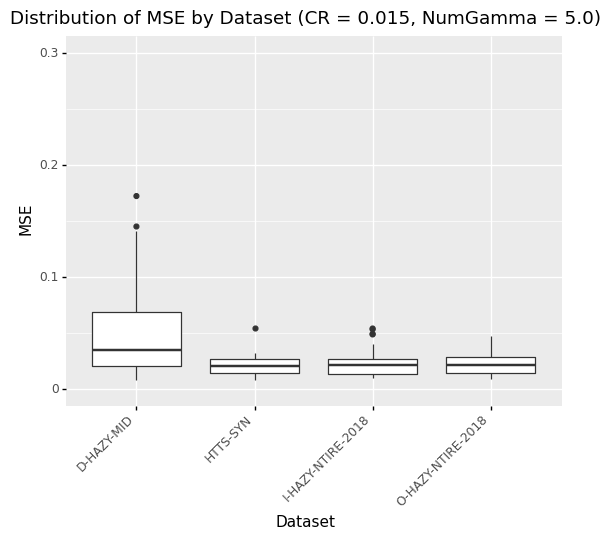 Distribution of MSE by Dataset (CR = 0.015, NumGamma = 5.0)
0.3
0.2
0.1
0
MSE
D-HAZY-MID
HTTS-SYN
I-HAZY-NTIRE-2018
O-HAZY-NTIRE-2018
Dataset